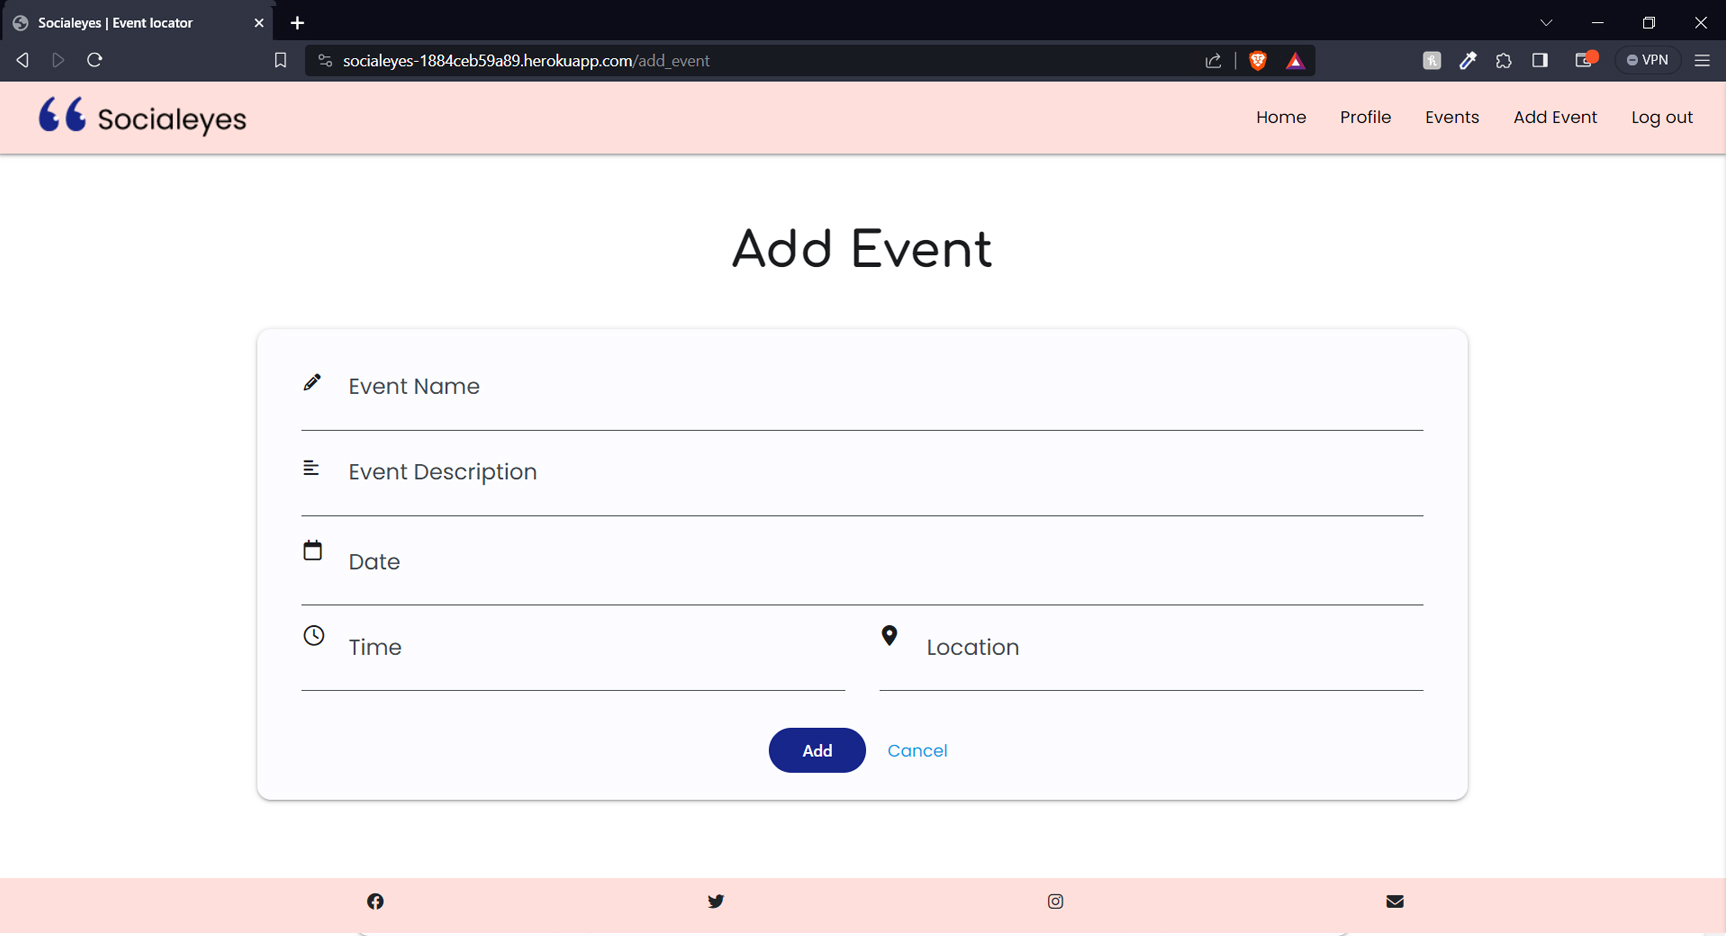 Socialeyes | Event locator
socialeyes-1884ceb59a89.herokuapp.com/add_event
VPN
Socialeyes
Home Profile Events Add Event Log out
Add Event
Event Name
Event Description
Date
Time Location
Add Cancel